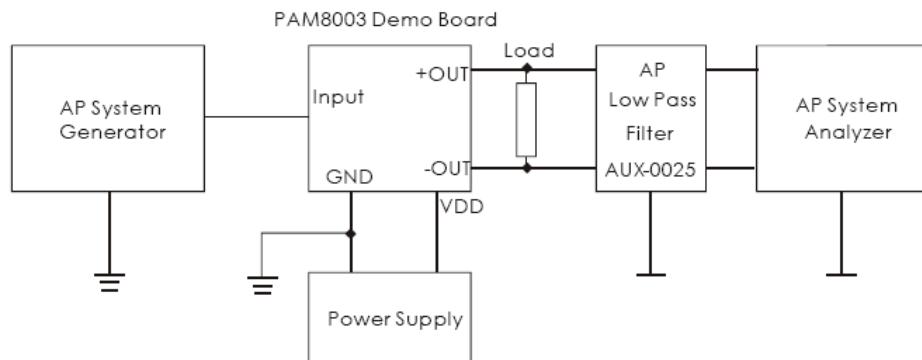 PAM8003 Demo Board
AP System
Generator
Input
+OUT
-OUT
GND
VDD
Load
AP
Low Pass
Filter
AUX-0025
AP System
Analyzer
Power Supply